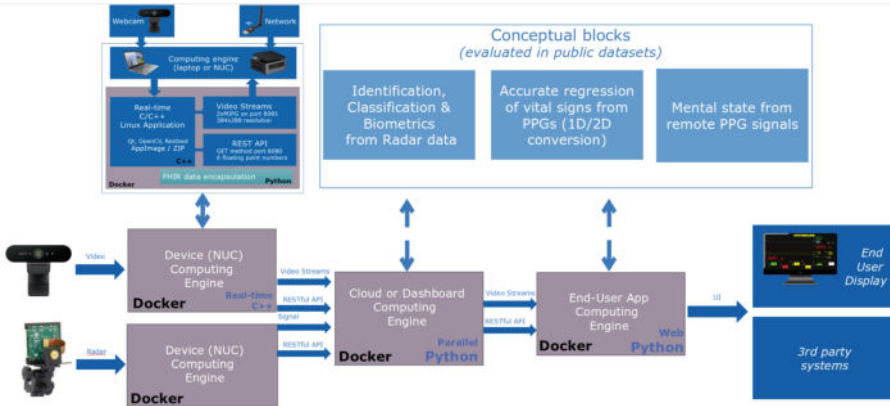 Webcam
Network
Computing engine
(laptop or NUC)
Real-time
C/C++
Linux Application
Qt, OpenCV, Restbed
AppImage / ZIP
C++
Video Streams
2xMJPG on port 8081
384x288 resolution
REST API
GET method port 8080
6 floating point numbers
FHIR data encapsulation
Docker
Python
Conceptual blocks
(evaluated in public datasets)
Identification,
Classification &
Biometrics
from Radar data
Accurate regression
of vital signs from
PPGs (1D/2D
conversion)
Mental state from
remote PPG signals
Video
Device (NUC)
Computing
Engine
Real-time
C++
Docker
Video Streams
RESTful API
Radar
Device (NUC)
Computing
Engine
Docker
Signal
RESTful API
Cloud or Dashboard
Computing
Engine
Parallel
Docker
Python
Video Streams
RESTful API
End-User App
Computing
Engine
Web
Docker
Python
UI
End
User
Display
3rd party
systems